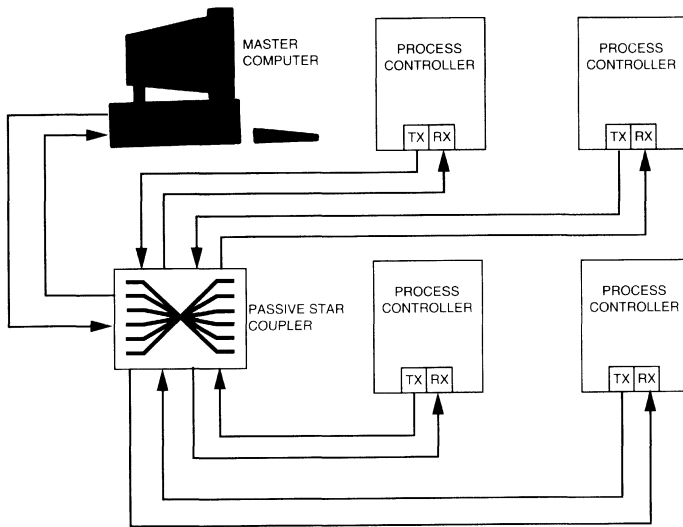 MASTER
COMPUTER
PROCESS
CONTROLLER
TX RX
PROCESS
CONTROLLER
TX RX
PASSIVE STAR
COUPLER
PROCESS
CONTROLLER
TX RX
PROCESS
CONTROLLER
TX RX